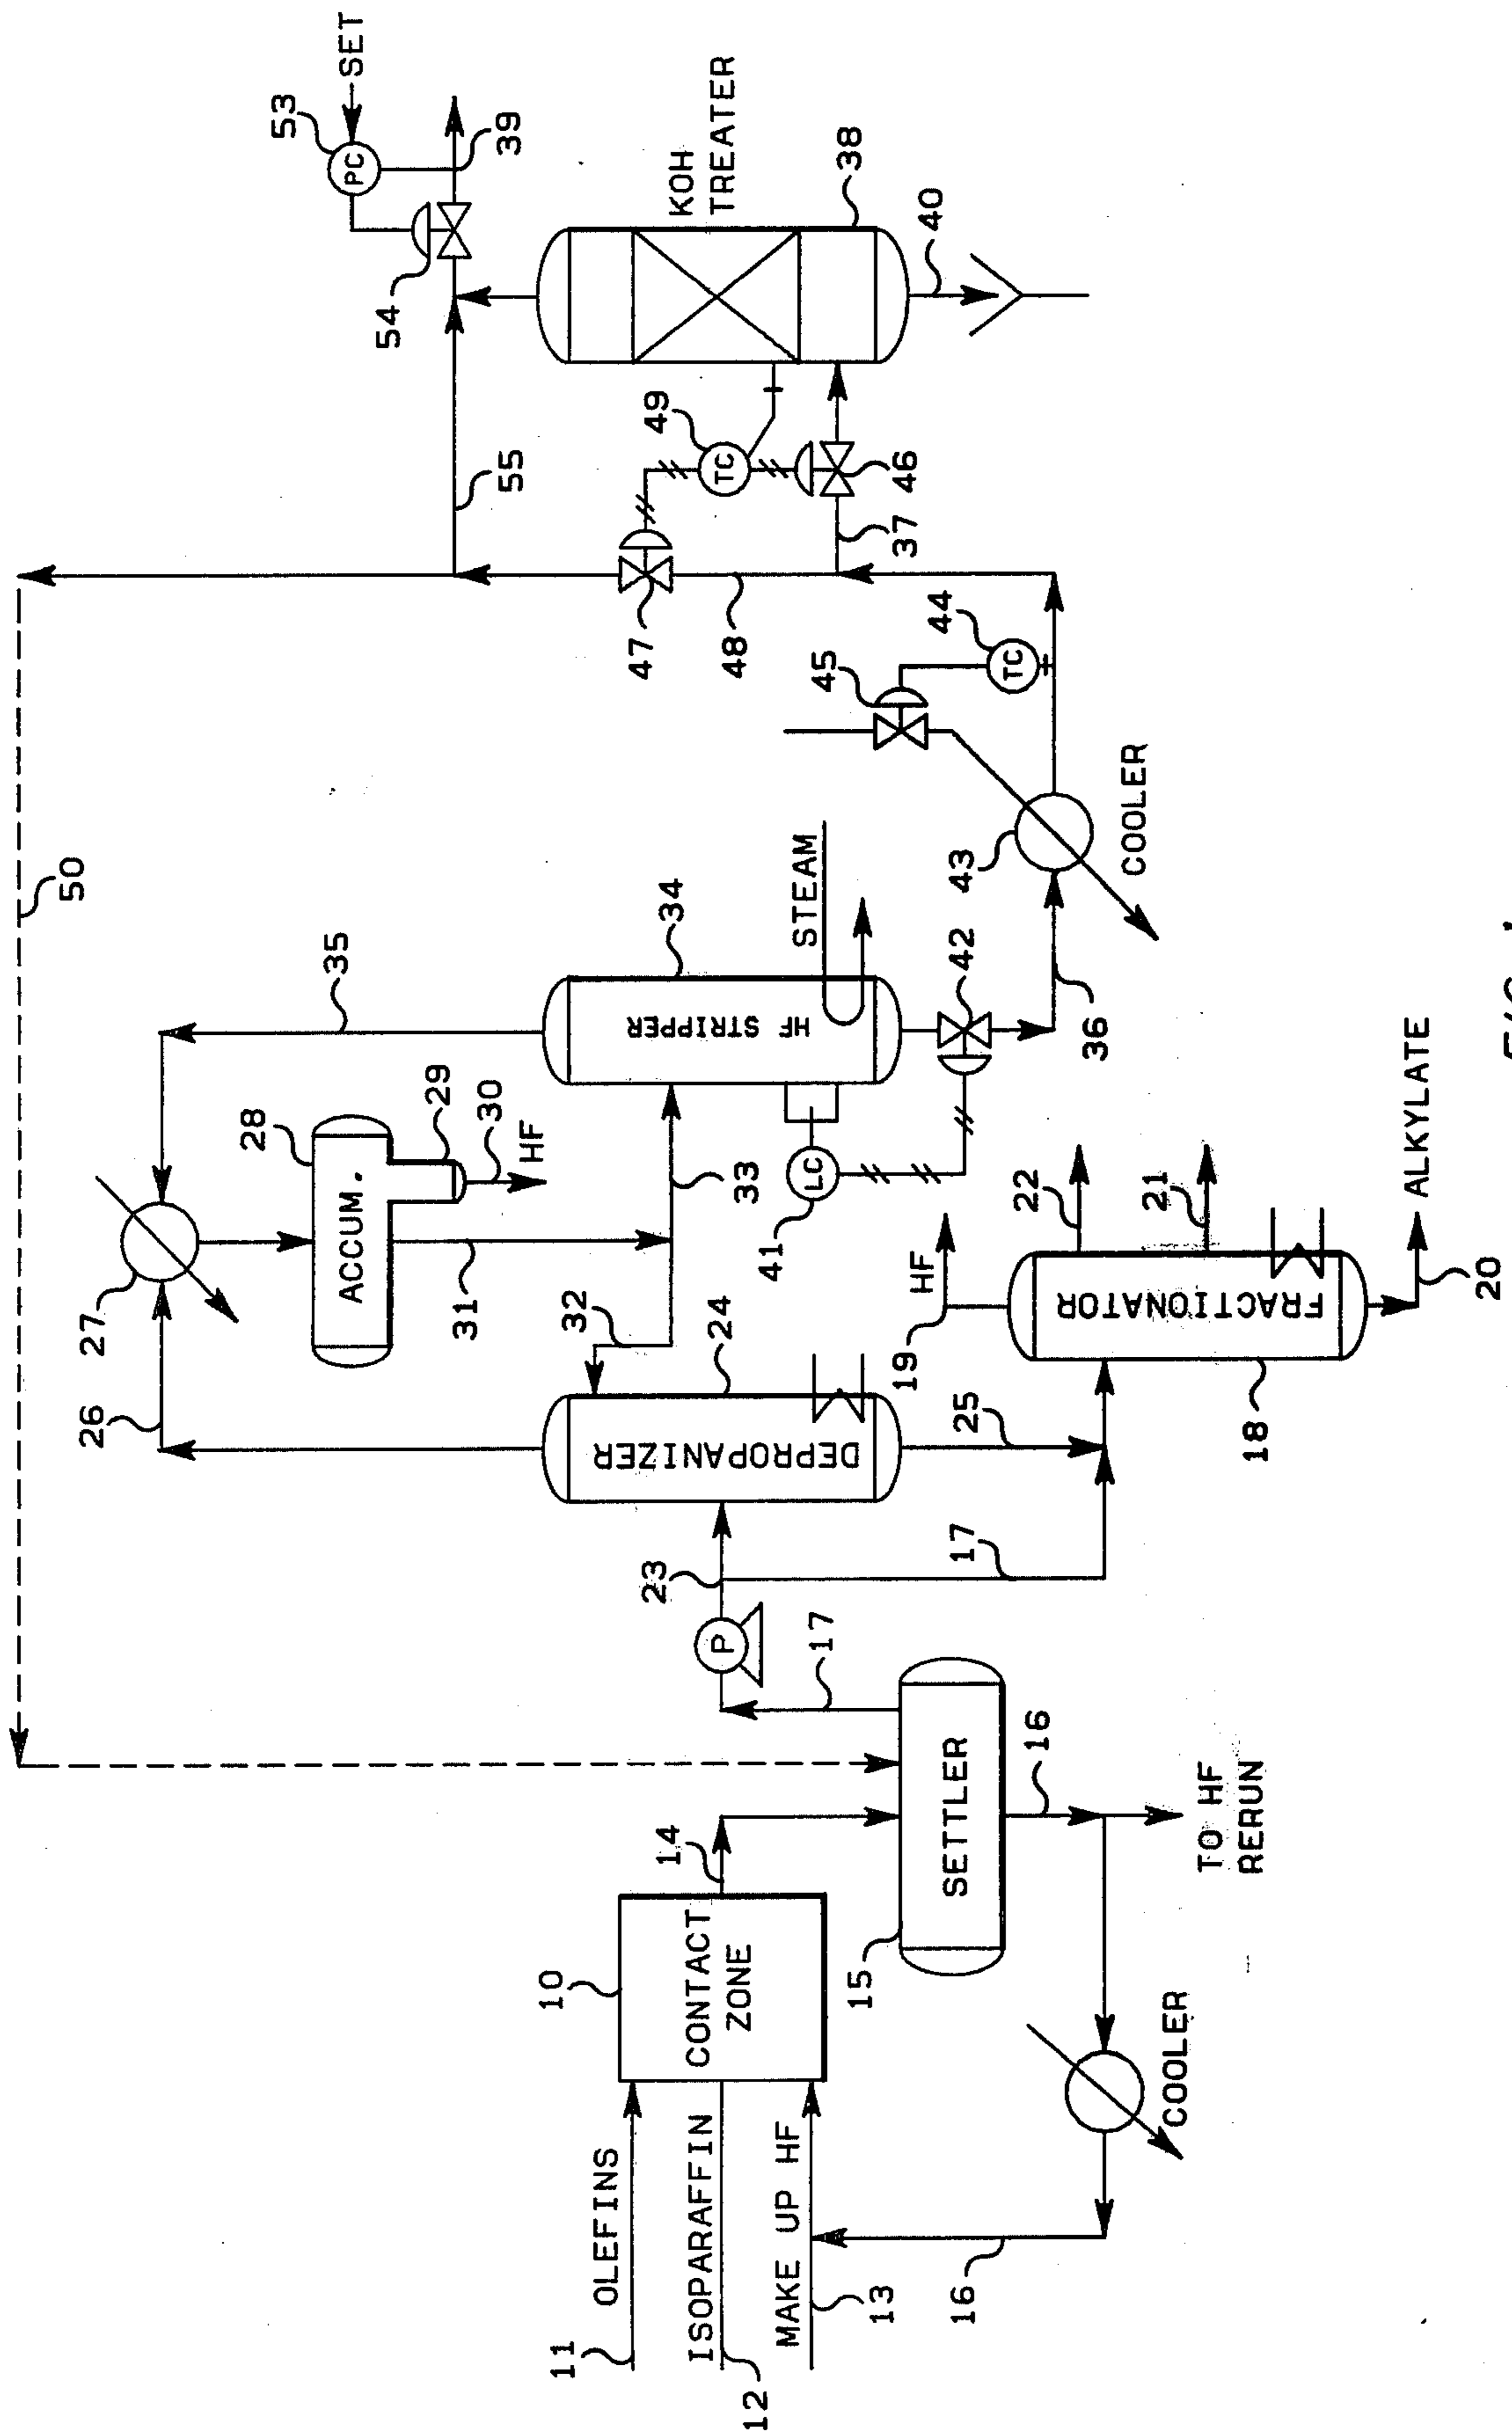 11
OLEFINS
12
ISOPARAFFIN
MAKE UP HF
13
10
CONTACT
ZONE
14
16
COOLER
15
SETTLER
16
TO HF
RERUN
17
P
23
17
50
26
27
DEPROPANIZER
24
25
32
28
ACCUM.
29
30
HF
31
33
35
HF STRIPPER
34
STEAM
LC
41
42
36
19
HF
FRACTIONATOR
18
22
21
20
ALKYLATE
43
COOLER
45
TC
44
47
48
37
46
TC
49
55
54
PC
53
SET
39
KOH
TREATER
38
40